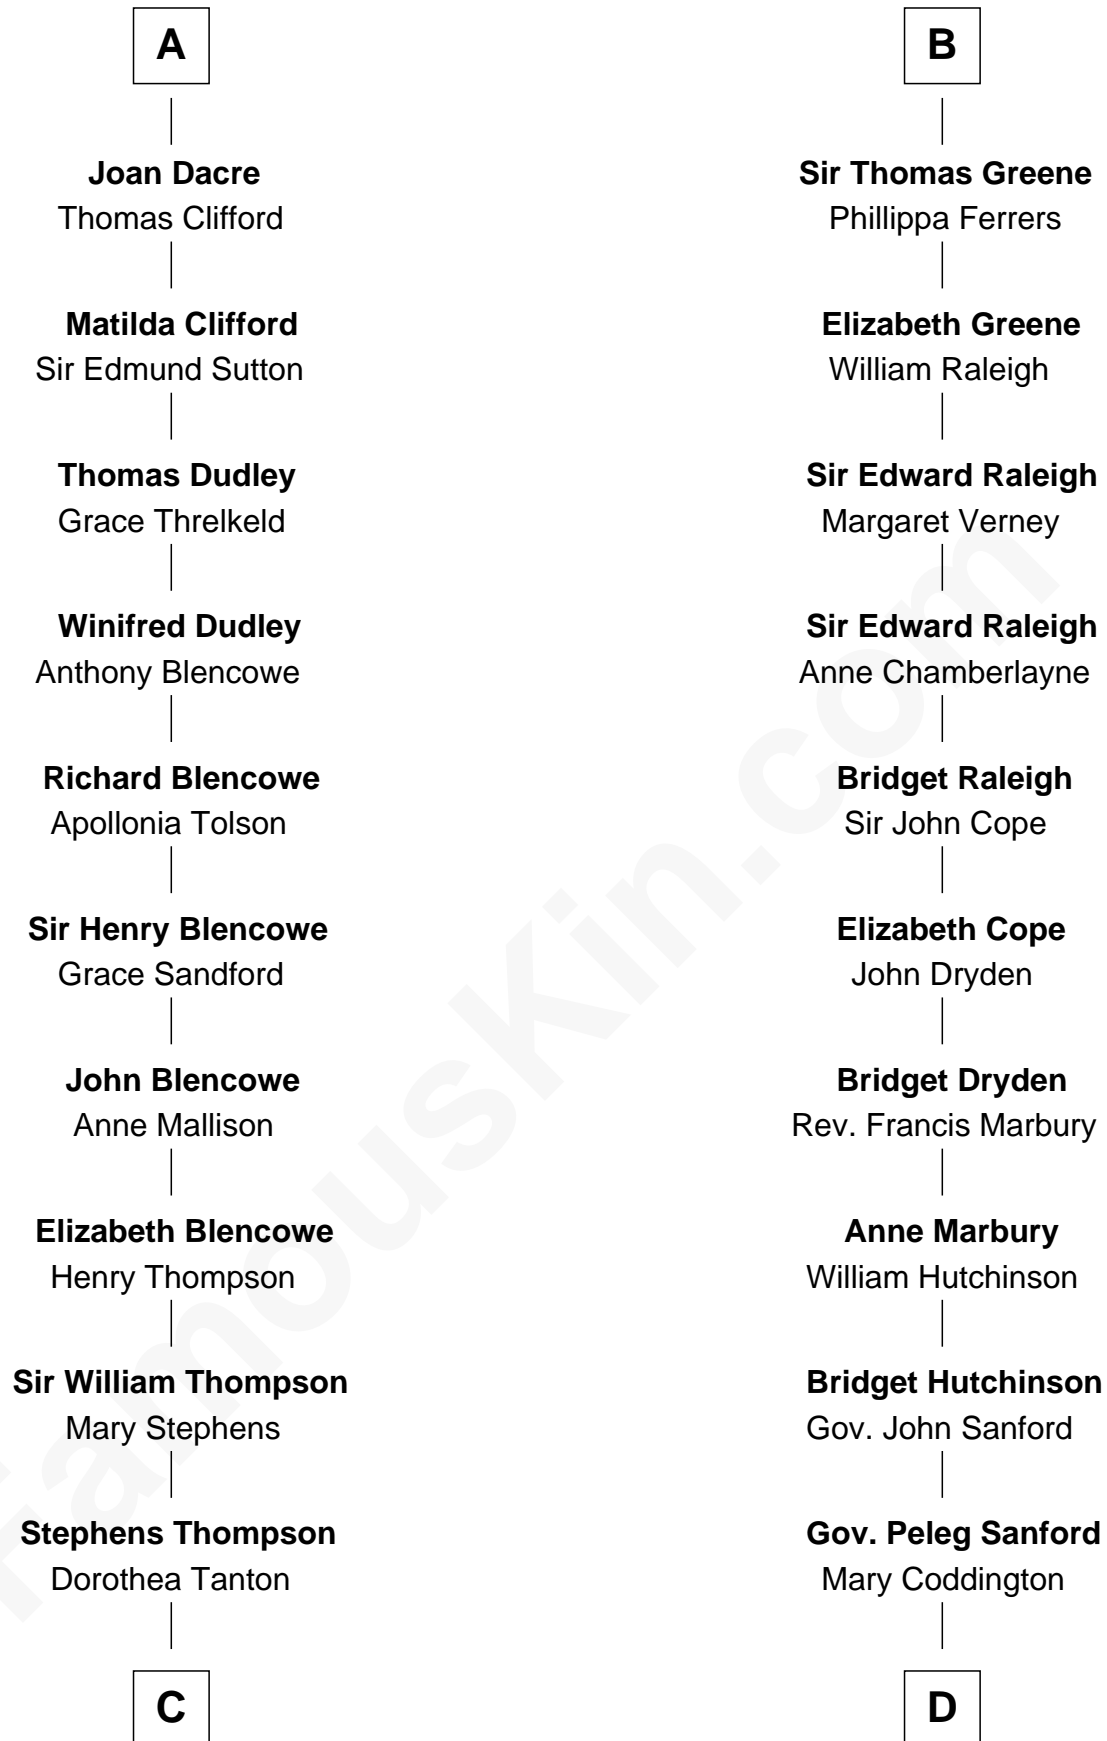 A
Joan Dacre
Thomas Clifford
Matilda Clifford
Sir Edmund Sutton
Thomas Dudley
Grace Threlkeld
Winifred Dudley
Anthony Blencowe
Richard Blencowe
Apollonia Tolson
Sir Henry Blencowe
Grace Sandford
John Blencowe
Anne Mallison
Elizabeth Blencowe
Henry Thompson
Sir William Thompson
Mary Stephens
Stephens Thompson
Dorothea Tanton
C
B
Sir Thomas Greene
Phillippa Ferrers
Elizabeth Greene
William Raleigh
Sir Edward Raleigh
Margaret Verney
Sir Edward Raleigh
Anne Chamberlayne
Bridget Raleigh
Sir John Cope
Elizabeth Cope
John Dryden
Bridget Dryden
Rev. Francis Marbury
Anne Marbury
William Hutchinson
Bridget Hutchinson
Gov. John Sanford
Gov. Peleg Sanford
Mary Coddington
D
FamousKin.com